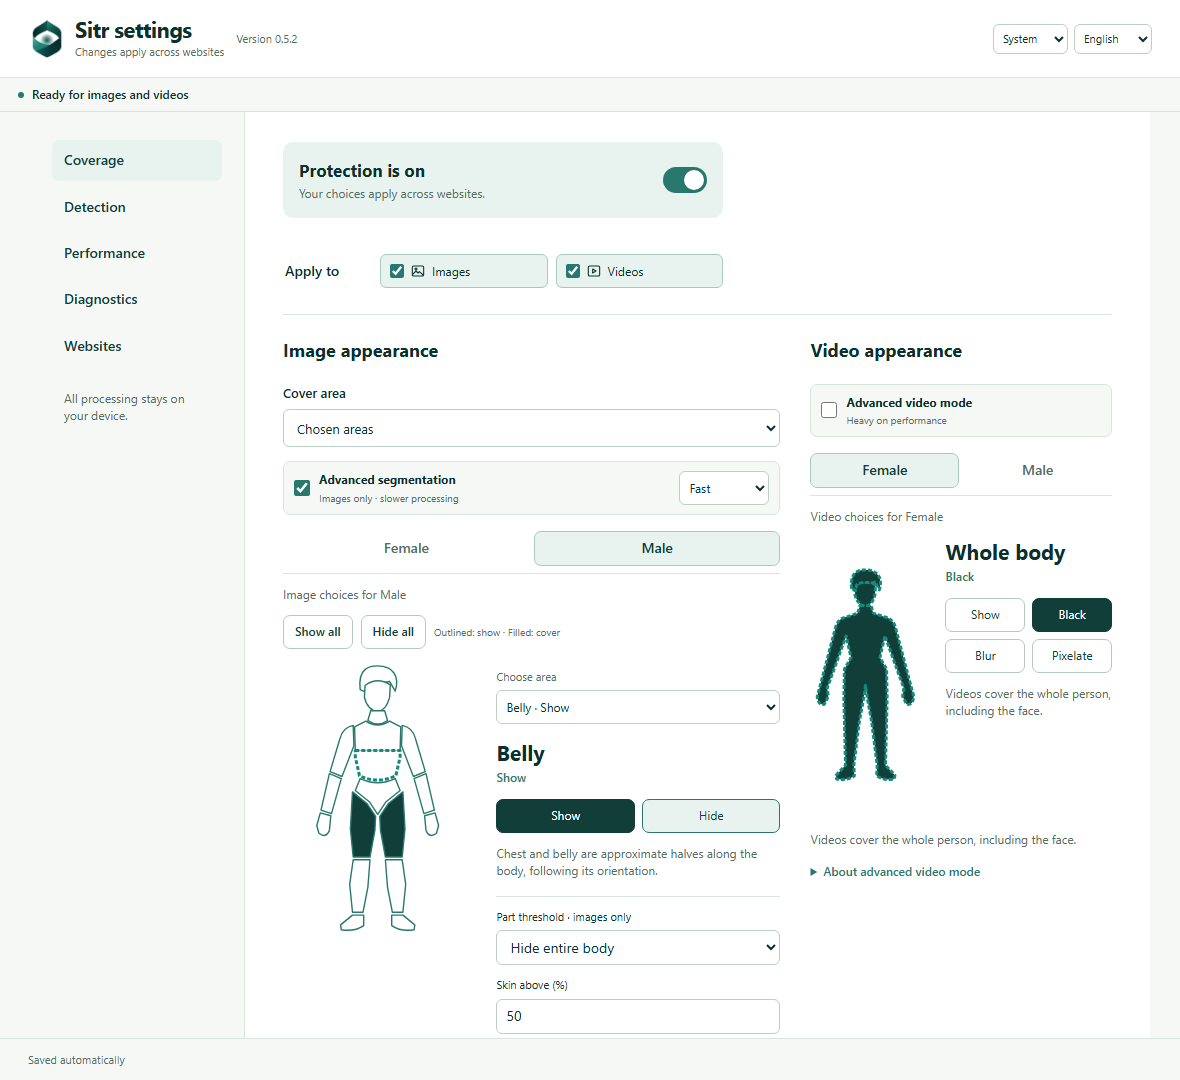 Sitr settings
Changes apply across websites
Version 0.5.2
System
English
Ready for images and videos
Coverage
Detection
Performance
Diagnostics
Websites
All processing stays on
your device.
Protection is on
Your choices apply across websites.
Apply to
Images
Videos
Image appearance
Cover area
Chosen areas
Advanced segmentation
Images only · slower processing
Fast
Female
Male
Image choices for Male
Show all
Hide all
Outlined: show · Filled: cover
Choose area
Belly · Show
Belly
Show
Show
Hide
Chest and belly are approximate halves along the
body, following its orientation.
Part threshold · images only
Hide entire body
Skin above (%)
50
Video appearance
Advanced video mode
Heavy on performance
Female
Male
Video choices for Female
Whole body
Black
Show
Black
Blur
Pixelate
Videos cover the whole person,
including the face.
Videos cover the whole person, including the face.
About advanced video mode
Saved automatically